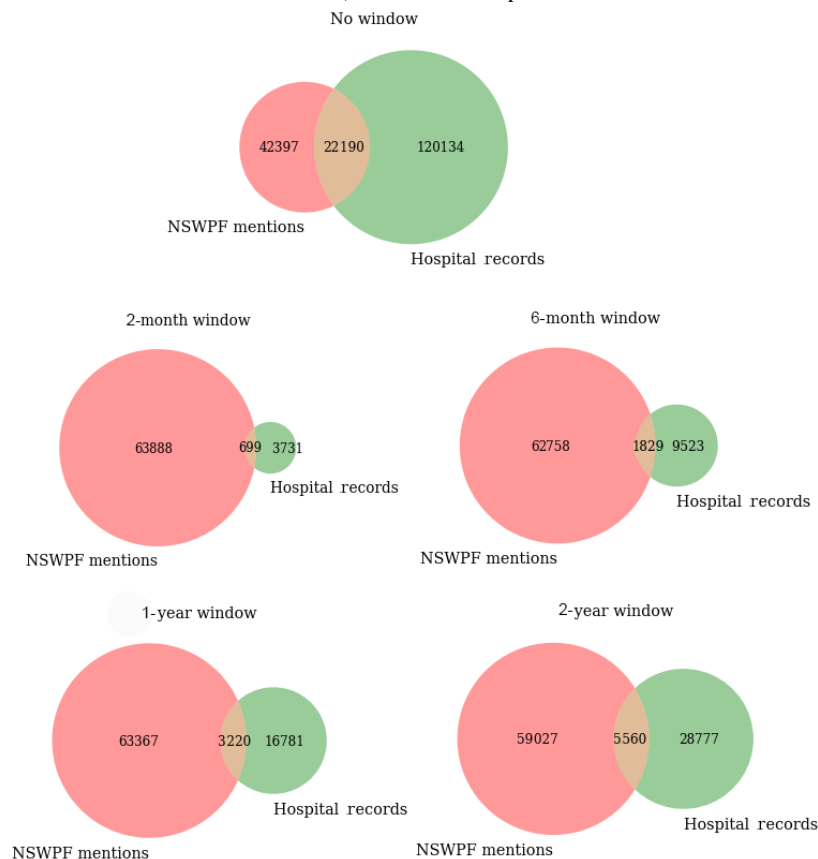 No window
42397 22190 120134
NSWPF mentions
Hospital records
2-month window
63888 699 3731
Hospital records
NSWPF mentions
6-month window
62758 1829 9523
Hospital records
NSWPF mentions
1-year window
63367 3220 16781
Hospital records
NSWPF mentions
2-year window
59027 5560 28777
Hospital records
NSWPF mentions